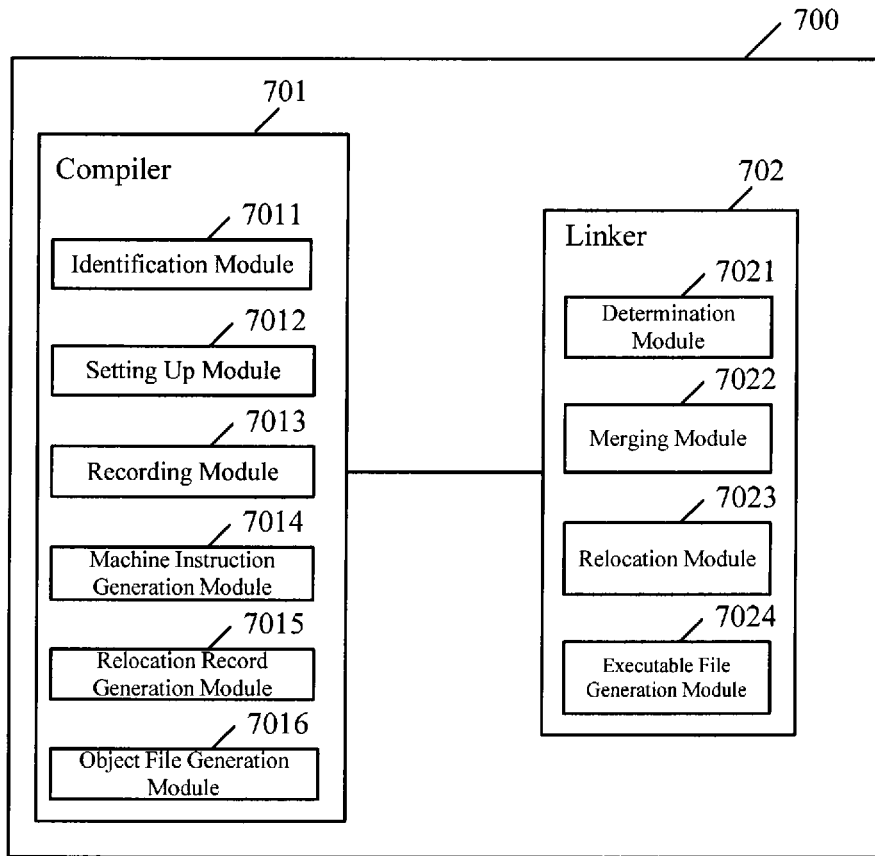 700
701
Compiler
7011
Identification Module
7012
Setting Up Module
7013
Recording Module
7014
Machine Instruction
Generation Module
7015
Relocation Record
Generation Module
7016
Object File Generation
Module
702
Linker
7021
Determination
Module
7022
Merging Module
7023
Relocation Module
7024
Executable File
Generation Module